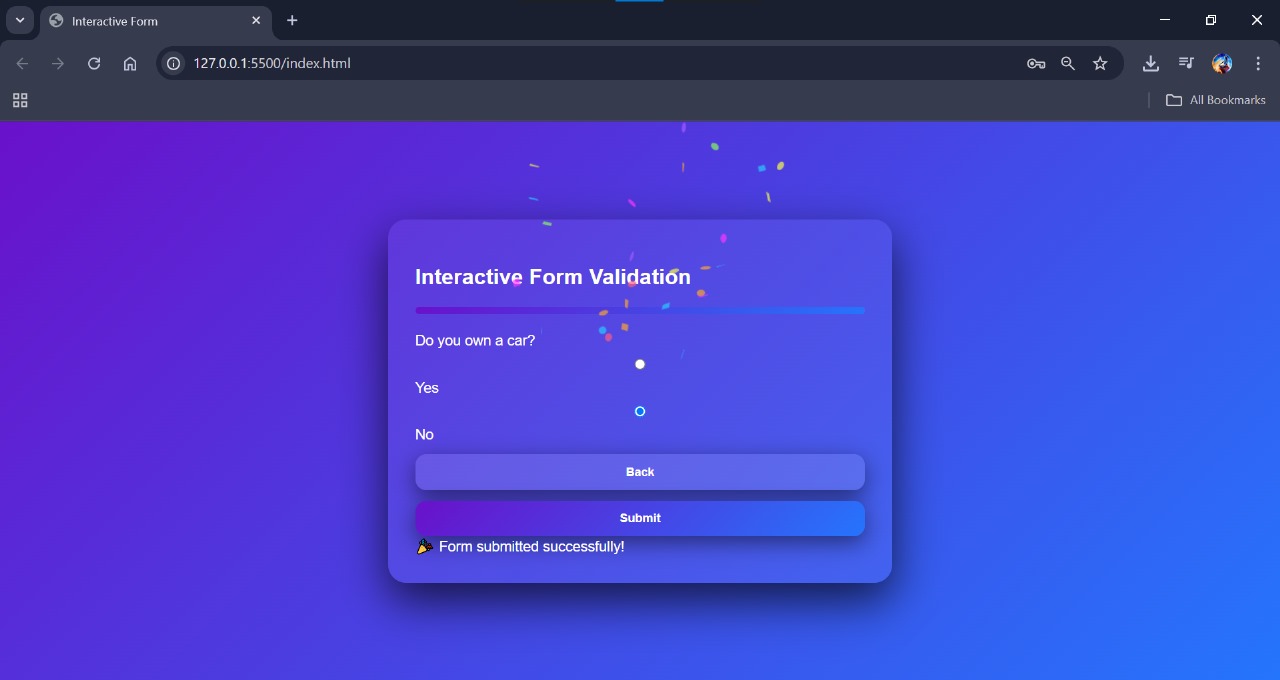 Interactive Form
127.0.0.1:5500/index.html
All Bookmarks
Interactive Form Validation
Do you own a car?
Yes
No
Back
Submit
🎉 Form submitted successfully!